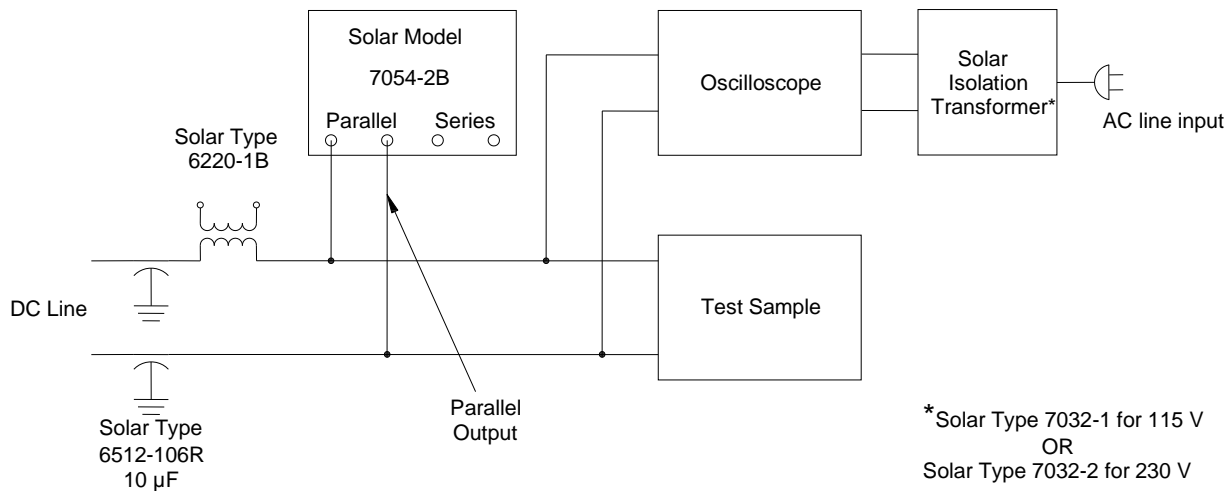 Solar Model
7054-2B
Parallel
Series
Solar Type
6220-1B
Oscilloscope
Solar
Isolation
Transformer*
AC line input
DC Line
Test Sample
Parallel
Output
Solar Type
6512-106R
10 µF
*Solar Type 7032-1 for 115 V
OR
Solar Type 7032-2 for 230 V